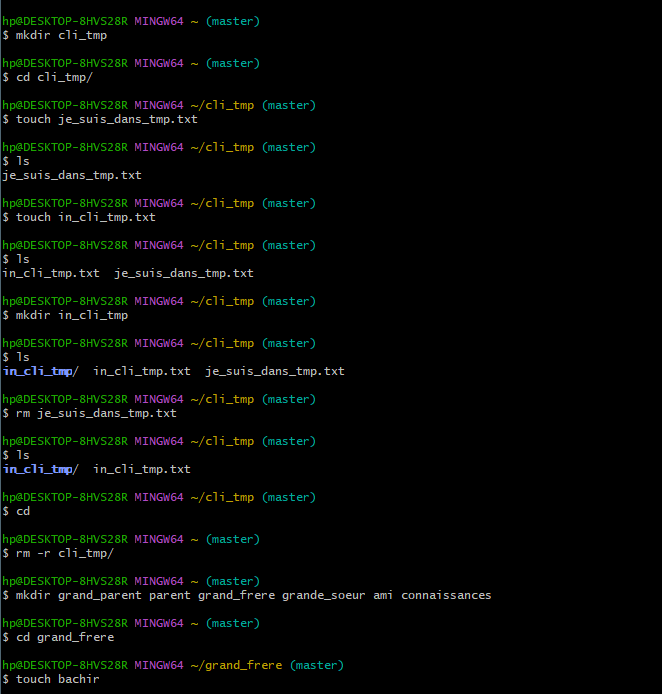 hp@DESKTOP-8HVS28R MINGW64 ~ (master)
$ mkdir cli_tmp
hp@DESKTOP-8HVS28R MINGW64 ~ (master)
$ cd cli_tmp/
hp@DESKTOP-8HVS28R MINGW64 ~/cli_tmp (master)
$ touch je_suis_dans_tmp.txt
hp@DESKTOP-8HVS28R MINGW64 ~/cli_tmp (master)
$ ls
je_suis_dans_tmp.txt
hp@DESKTOP-8HVS28R MINGW64 ~/cli_tmp (master)
$ touch in_cli_tmp.txt
hp@DESKTOP-8HVS28R MINGW64 ~/cli_tmp (master)
$ ls
in_cli_tmp.txt  je_suis_dans_tmp.txt
hp@DESKTOP-8HVS28R MINGW64 ~/cli_tmp (master)
$ mkdir in_cli_tmp
hp@DESKTOP-8HVS28R MINGW64 ~/cli_tmp (master)
$ ls
in_cli_tmp/  in_cli_tmp.txt  je_suis_dans_tmp.txt
hp@DESKTOP-8HVS28R MINGW64 ~/cli_tmp (master)
$ rm je_suis_dans_tmp.txt
hp@DESKTOP-8HVS28R MINGW64 ~/cli_tmp (master)
$ ls
in_cli_tmp/  in_cli_tmp.txt
hp@DESKTOP-8HVS28R MINGW64 ~/cli_tmp (master)
$ cd
hp@DESKTOP-8HVS28R MINGW64 ~ (master)
$ rm -r cli_tmp/
hp@DESKTOP-8HVS28R MINGW64 ~ (master)
$ mkdir grand_parent parent grand_frere grande_soeur ami connaissances
hp@DESKTOP-8HVS28R MINGW64 ~ (master)
$ cd grand_frere
hp@DESKTOP-8HVS28R MINGW64 ~/grand_frere (master)
$ touch bachir